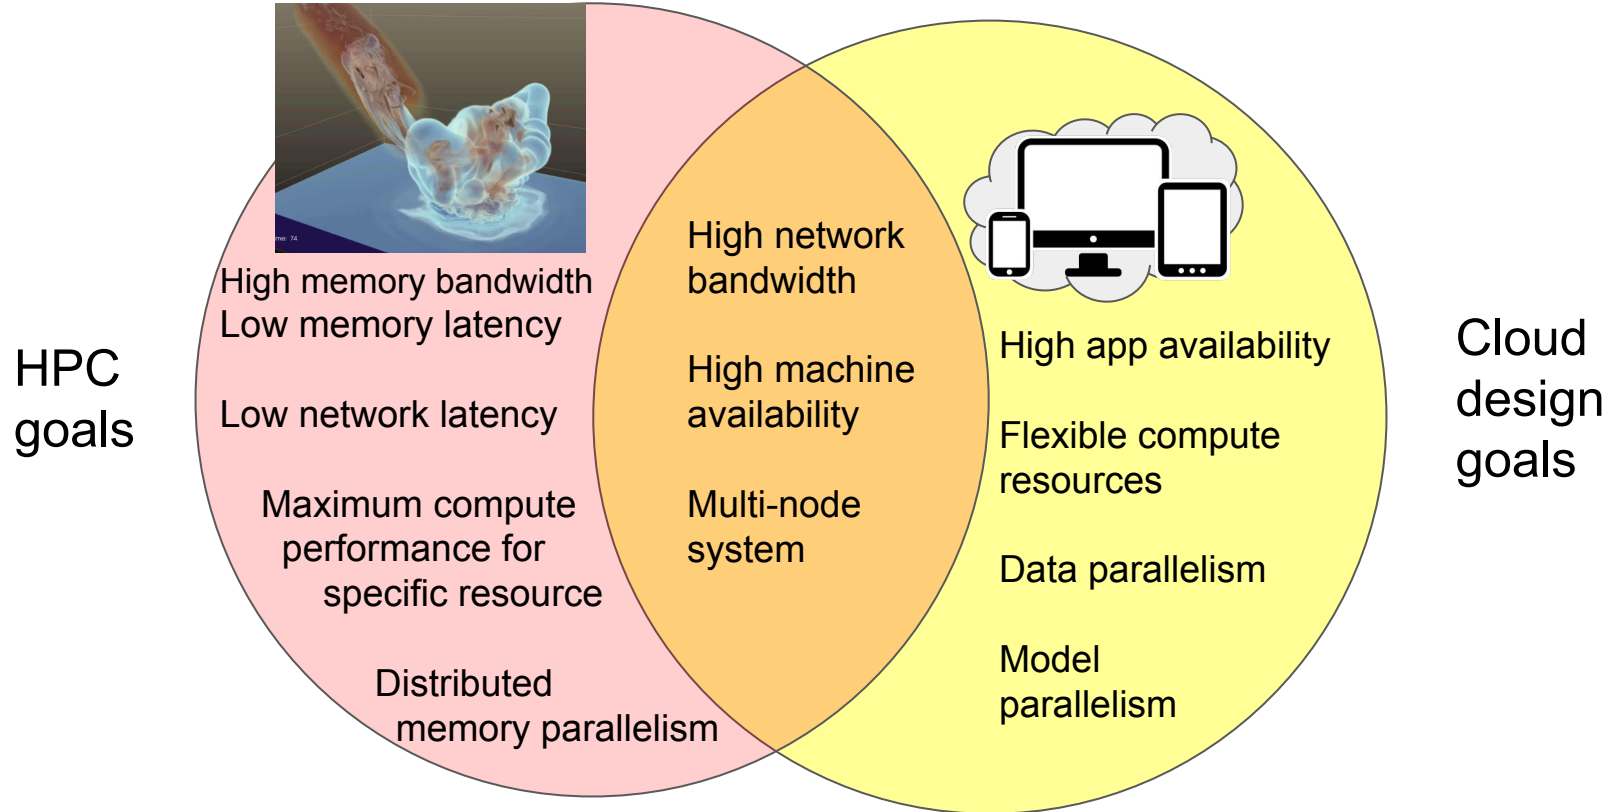 HPC
goals
me: 74
High memory bandwidth
Low memory latency
Low network latency
Maximum compute
performance for
specific resource
Distributed
memory parallelism
High network
bandwidth
High machine
availability
Multi-node
system
High app availability
Flexible compute
resources
Data parallelism
Model
parallelism
Cloud
design
goals